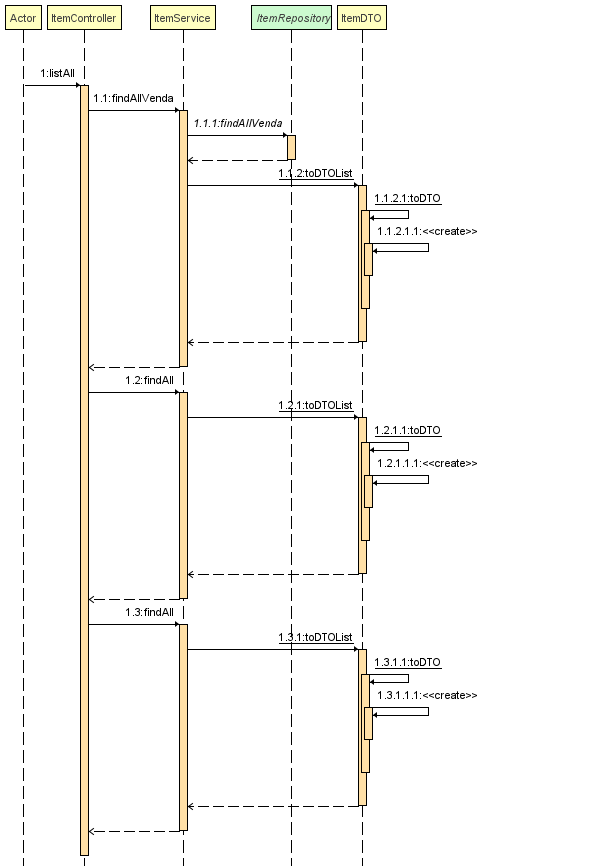 Actor
ItemController
ItemService
ItemRepository
ItemDTO
1:listAll
1.1:findAllVenda
1.1.1:findAllVenda
1.1.2:toDTOList
1.1.2.1:toDTO
1.1.2.1.1:<<create>>
1.2:findAll
1.2.1:toDTOList
1.2.1.1:toDTO
1.2.1.1.1:<<create>>
1.3:findAll
1.3.1:toDTOList
1.3.1.1:toDTO
1.3.1.1.1:<<create>>